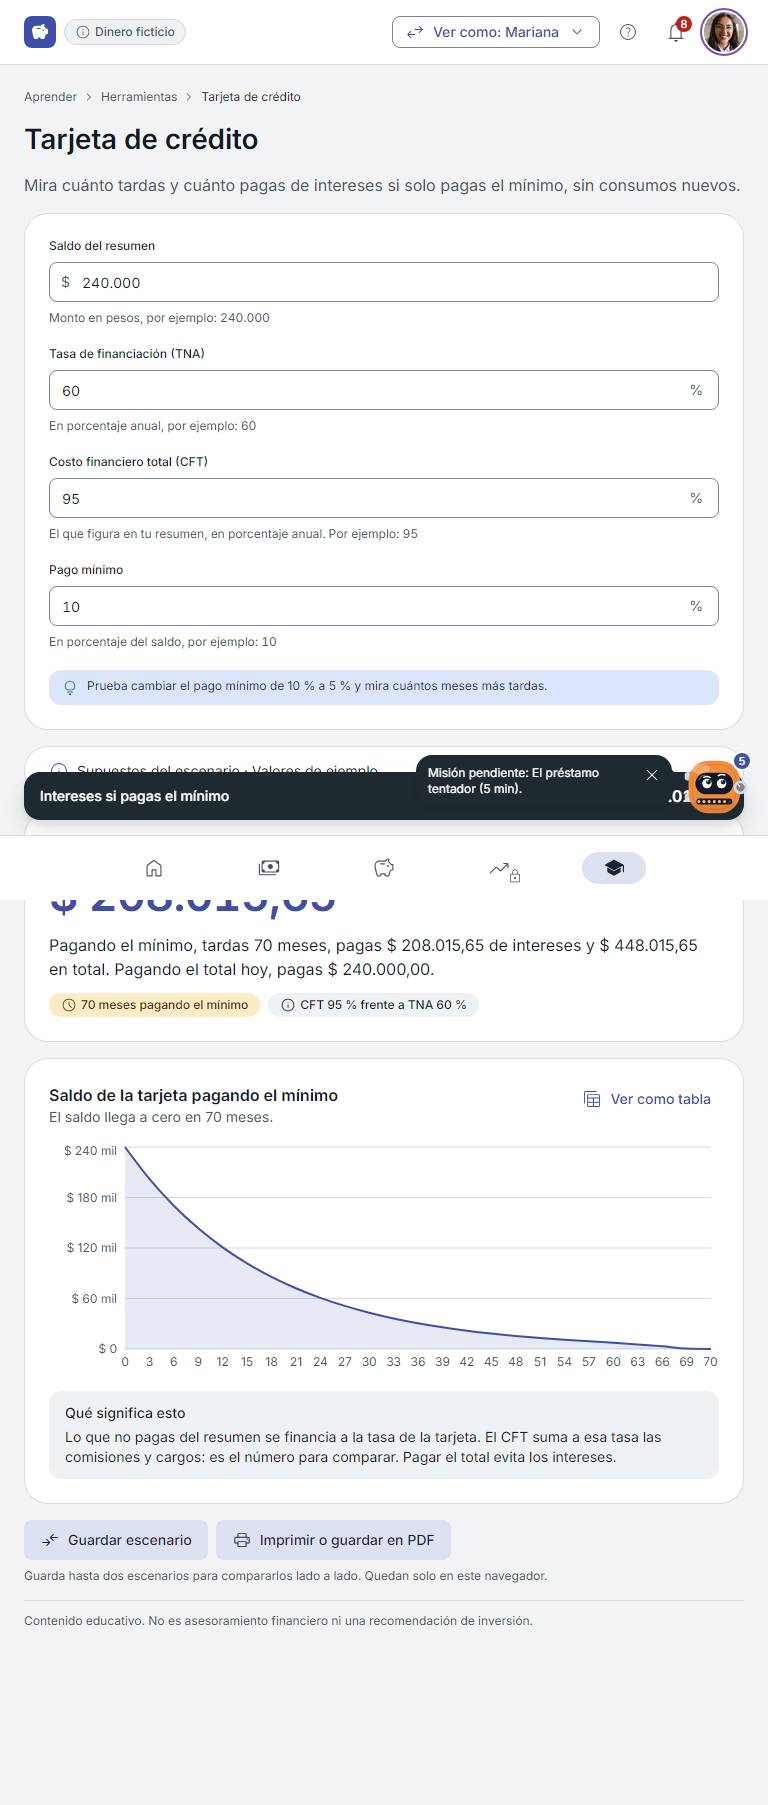 Dinero ficticio
Ver como: Mariana
8
Aprender > Herramientas > Tarjeta de crédito
Tarjeta de crédito
Mira cuánto tardas y cuánto pagas de intereses si solo pagas el mínimo, sin consumos nuevos.
Saldo del resumen
$ 240.000
Monto en pesos, por ejemplo: 240.000
Tasa de financiación (TNA)
60 %
En porcentaje anual, por ejemplo: 60
Costo financiero total (CFT)
95 %
El que figura en tu resumen, en porcentaje anual. Por ejemplo: 95
Pago mínimo
10 %
En porcentaje del saldo, por ejemplo: 10
Prueba cambiar el pago mínimo de 10 % a 5 % y mira cuántos meses más tardas.
Supuestos del escenario · Valores de ejemplo
Misión pendiente: El préstamo
tentador (5 min).
5
Intereses si pagas el mínimo
$ 208.015,65
Pagando el mínimo, tardas 70 meses, pagas $ 208.015,65 de intereses y $ 448.015,65
en total. Pagando el total hoy, pagas $ 240.000,00.
70 meses pagando el mínimo
CFT 95 % frente a TNA 60 %
Saldo de la tarjeta pagando el mínimo
Ver como tabla
El saldo llega a cero en 70 meses.
$ 240 mil
$ 180 mil
$ 120 mil
$ 60 mil
$ 0
0 3 6 9 12 15 18 21 24 27 30 33 36 39 42 45 48 51 54 57 60 63 66 69 70
Qué significa esto
Lo que no pagas del resumen se financia a la tasa de la tarjeta. El CFT suma a esa tasa las
comisiones y cargos: es el número para comparar. Pagar el total evita los intereses.
Guardar escenario
Imprimir o guardar en PDF
Guarda hasta dos escenarios para compararlos lado a lado. Quedan solo en este navegador.
Contenido educativo. No es asesoramiento financiero ni una recomendación de inversión.